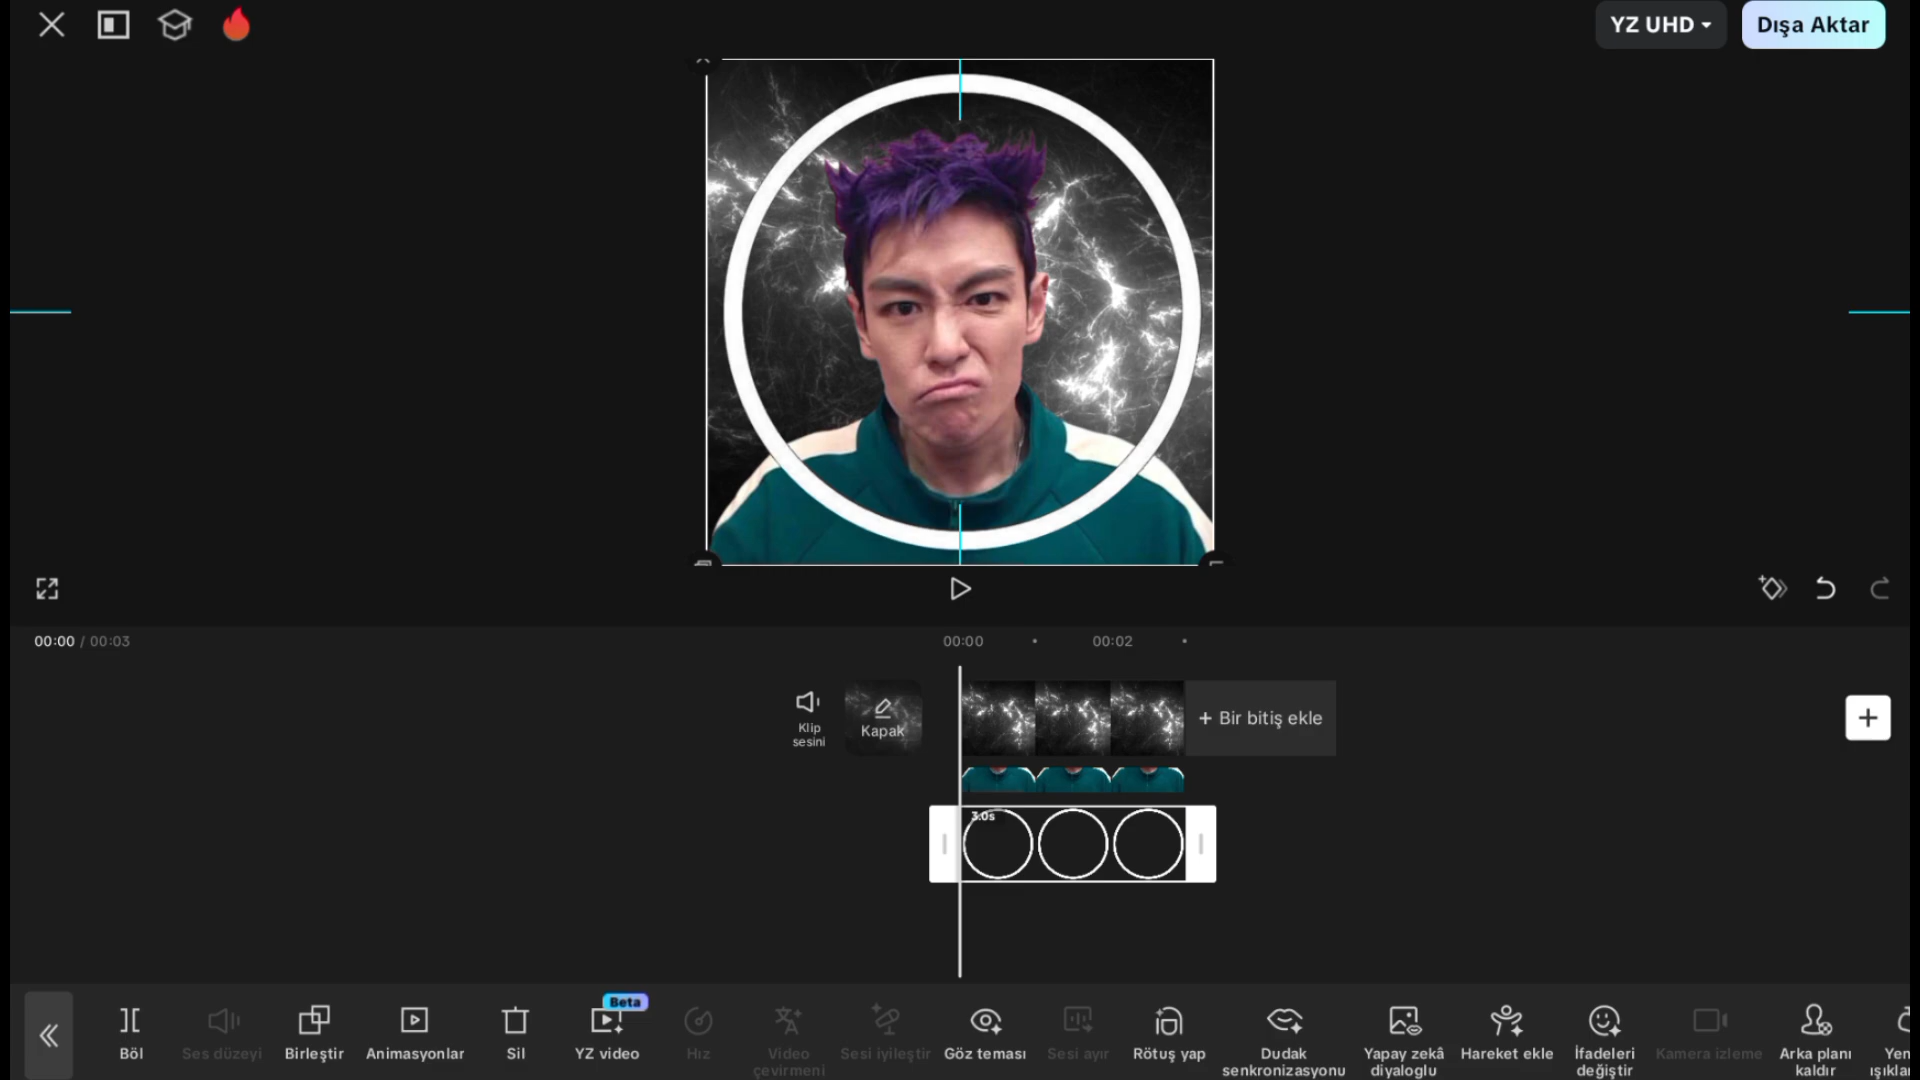 YZ UHD
Dışa Aktar
00:00 / 00:03
00:00
00:02
Klip
sesini
Kapak
+ Bir bitiş ekle
3.0s
Beta
Böl
Ses düzeyi
Birleştir
Animasyonlar
Sil
YZ video
Hız
Video
çevirmeni
Sesi iyileştir
Göz teması
Sesi ayır
Rötuş yap
Dudak
senkronizasyonu
Yapay zekâ
diyaloglu
Hareket ekle
İfadeleri
değiştir
Kamera izleme
Arka planı
kaldır
Yen
ışıklar